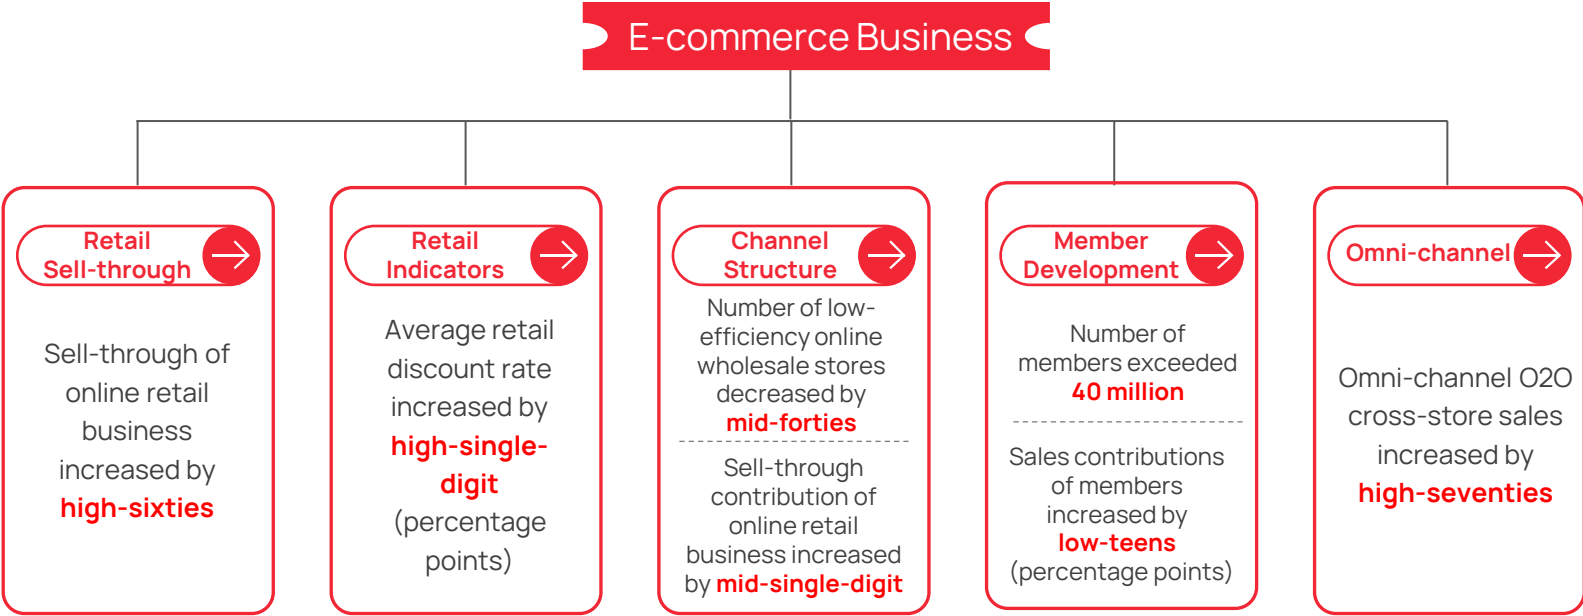 E-commerce Business
Retail
Sell-through
Sell-through of
online retail
business
increased by
high-sixties
Retail
Indicators
Average retail
discount rate
increased by
high-single-
digit
(percentage
points)
Channel
Structure
Number of low-
efficiency online
wholesale stores
decreased by
mid-forties
Sell-through
contribution of
online retail
business increased
by mid-single-digit
Member
Development
Number of
members exceeded
40 million
Sales contributions
of members
increased by
low-teens
(percentage points)
Omni-channel
Omni-channel O2O
cross-store sales
increased by
high-seventies